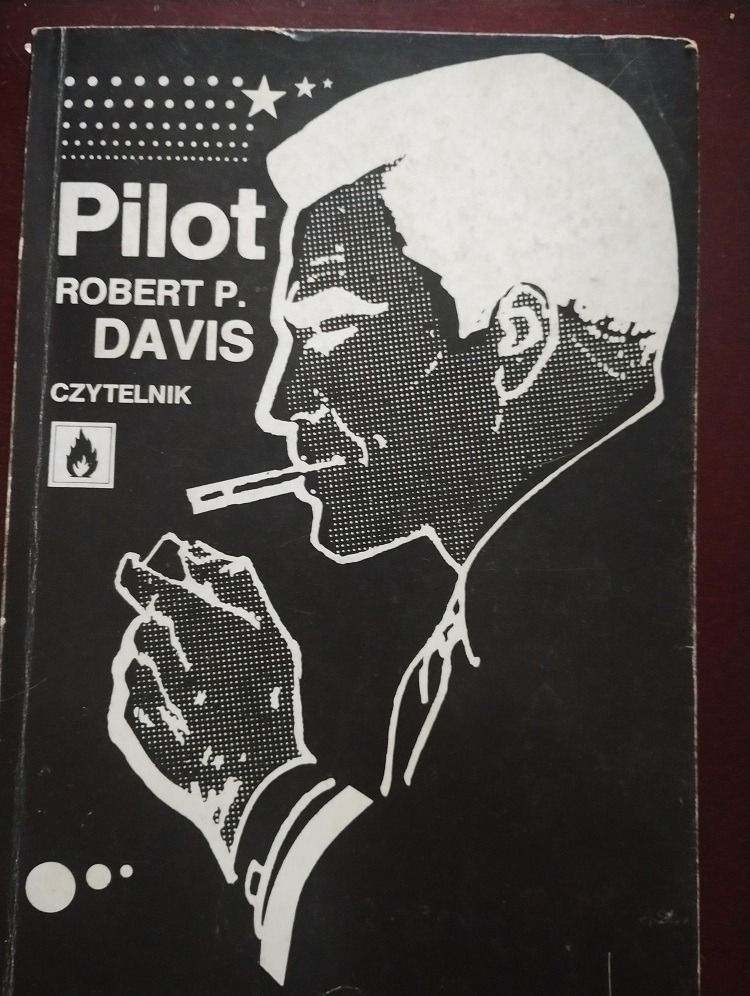 Pilot
ROBERT P.
DAVIS
CZYTELNIK